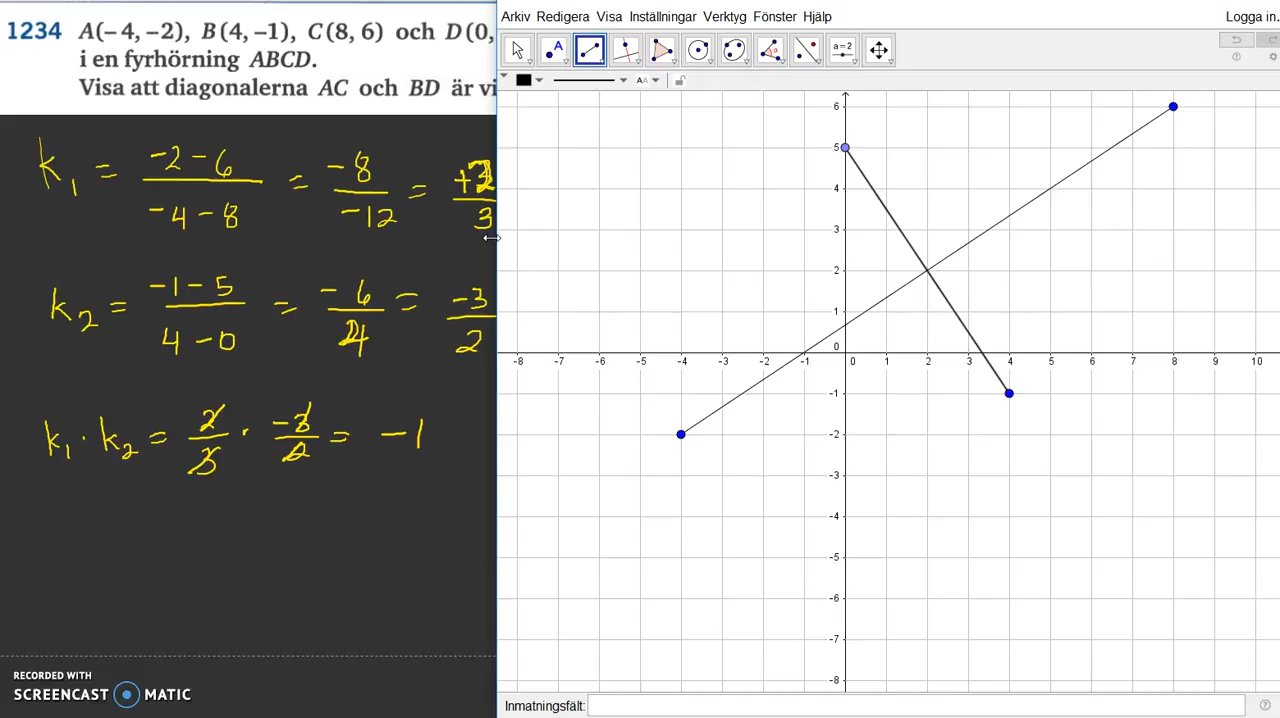 1234 A(−4, −2), B(4, −1), C(8, 6) och D(0,
i en fyrhörning ABCD.
Visa att diagonalerna AC och BD är vi
k₁ = (-2-6)/(-4-8) = -8/-12 = +2/3
k₂ = (-1-5)/(4-0) = -6/4 = -3/2
k₁ · k₂ = 2/3 · -3/2 = -1
RECORDED WITH
SCREENCAST MATIC
Arkiv Redigera Visa Inställningar Verktyg Fönster Hjälp Logga in..
A
a=2
AA
6
5
4
3
2
1
0
-8 -7 -6 -5 -4 -3 -2 -1 0 1 2 3 4 5 6 7 8 9 10
-1
-2
-3
-4
-5
-6
-7
-8
Inmatningsfält: